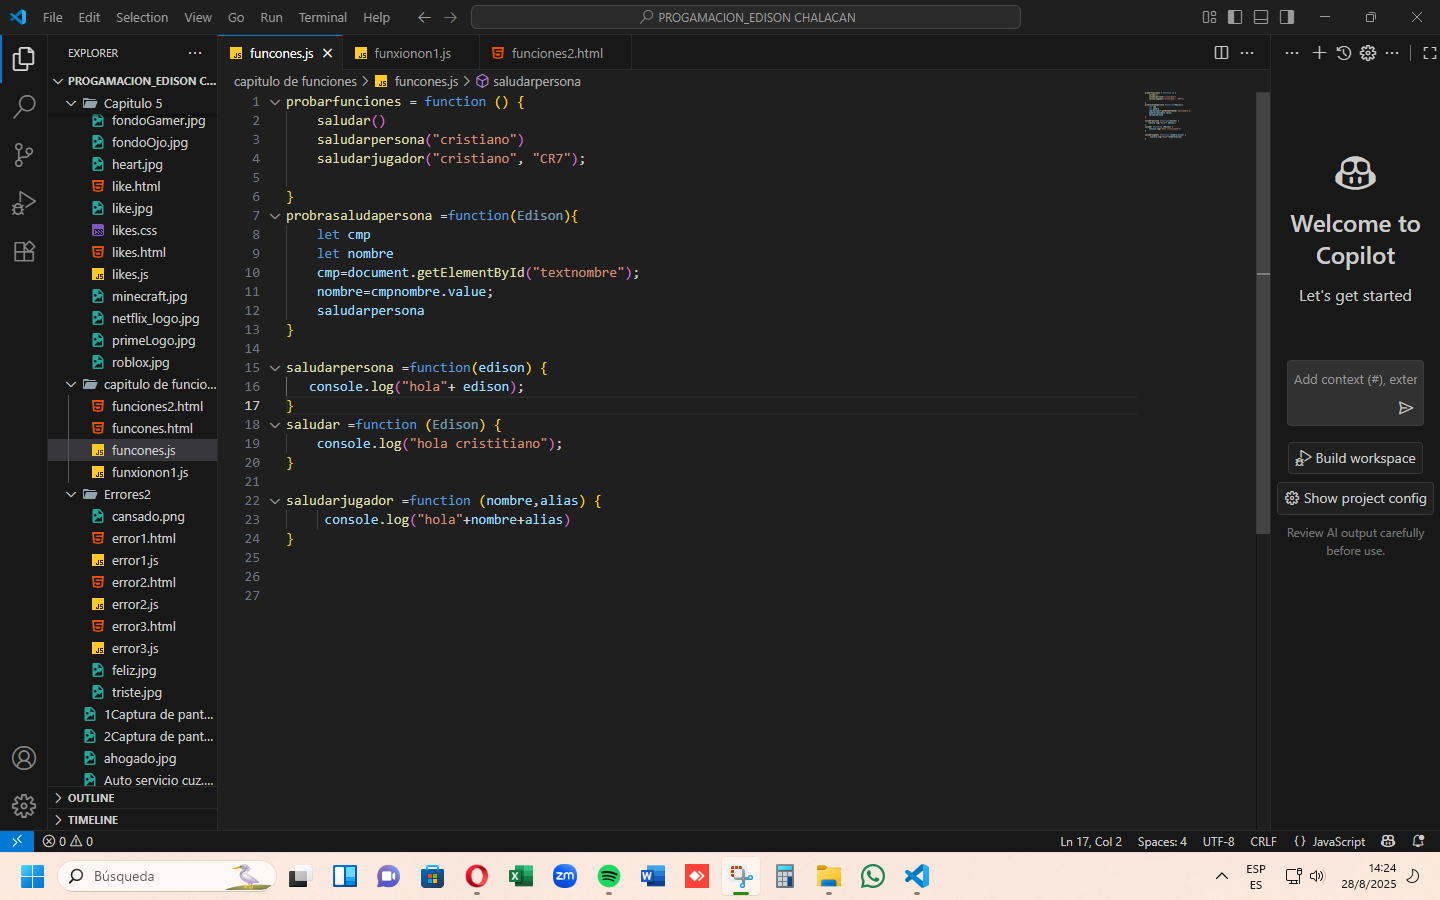 File Edit Selection View Go Run Terminal Help
PROGAMACION_EDISON CHALACAN
EXPLORER
PROGAMACION_EDISON C...
Capitulo 5
fondoGamer.jpg
fondoOjo.jpg
heart.jpg
like.html
like.jpg
likes.css
likes.html
likes.js
minecraft.jpg
netflix_logo.jpg
primeLogo.jpg
roblox.jpg
capitulo de funcio...
funciones2.html
funcones.html
funcones.js
funxionon1.js
Errores2
cansado.png
error1.html
error1.js
error2.html
error2.js
error3.html
error3.js
feliz.jpg
triste.jpg
1Captura de pant...
2Captura de pant...
ahogado.jpg
Auto servicio cuz....
OUTLINE
TIMELINE
funcones.js
funxionon1.js
funciones2.html
capitulo de funciones > funcones.js > saludarpersona
1 probarfunciones = function () {
2 saludar()
3 saludarpersona("cristiano")
4 saludarjugador("cristiano", "CR7");
5
6 }
7 probrasaludapersona =function(Edison){
8 let cmp
9 let nombre
10 cmp=document.getElementById("textnombre");
11 nombre=cmpnombre.value;
12 saludarpersona
13 }
14
15 saludarpersona =function(edison) {
16 console.log("hola"+ edison);
17 }
18 saludar =function (Edison) {
19 console.log("hola cristitiano");
20 }
21
22 saludarjugador =function (nombre,alias) {
23 console.log("hola"+nombre+alias)
24 }
25
26
27
Welcome to
Copilot
Let's get started
Add context (#), exter
Build workspace
Show project config
Review AI output carefully
before use.
0 0
Ln 17, Col 2 Spaces: 4 UTF-8 CRLF {} JavaScript
Búsqueda
zm
ESP
ES
14:24
28/8/2025